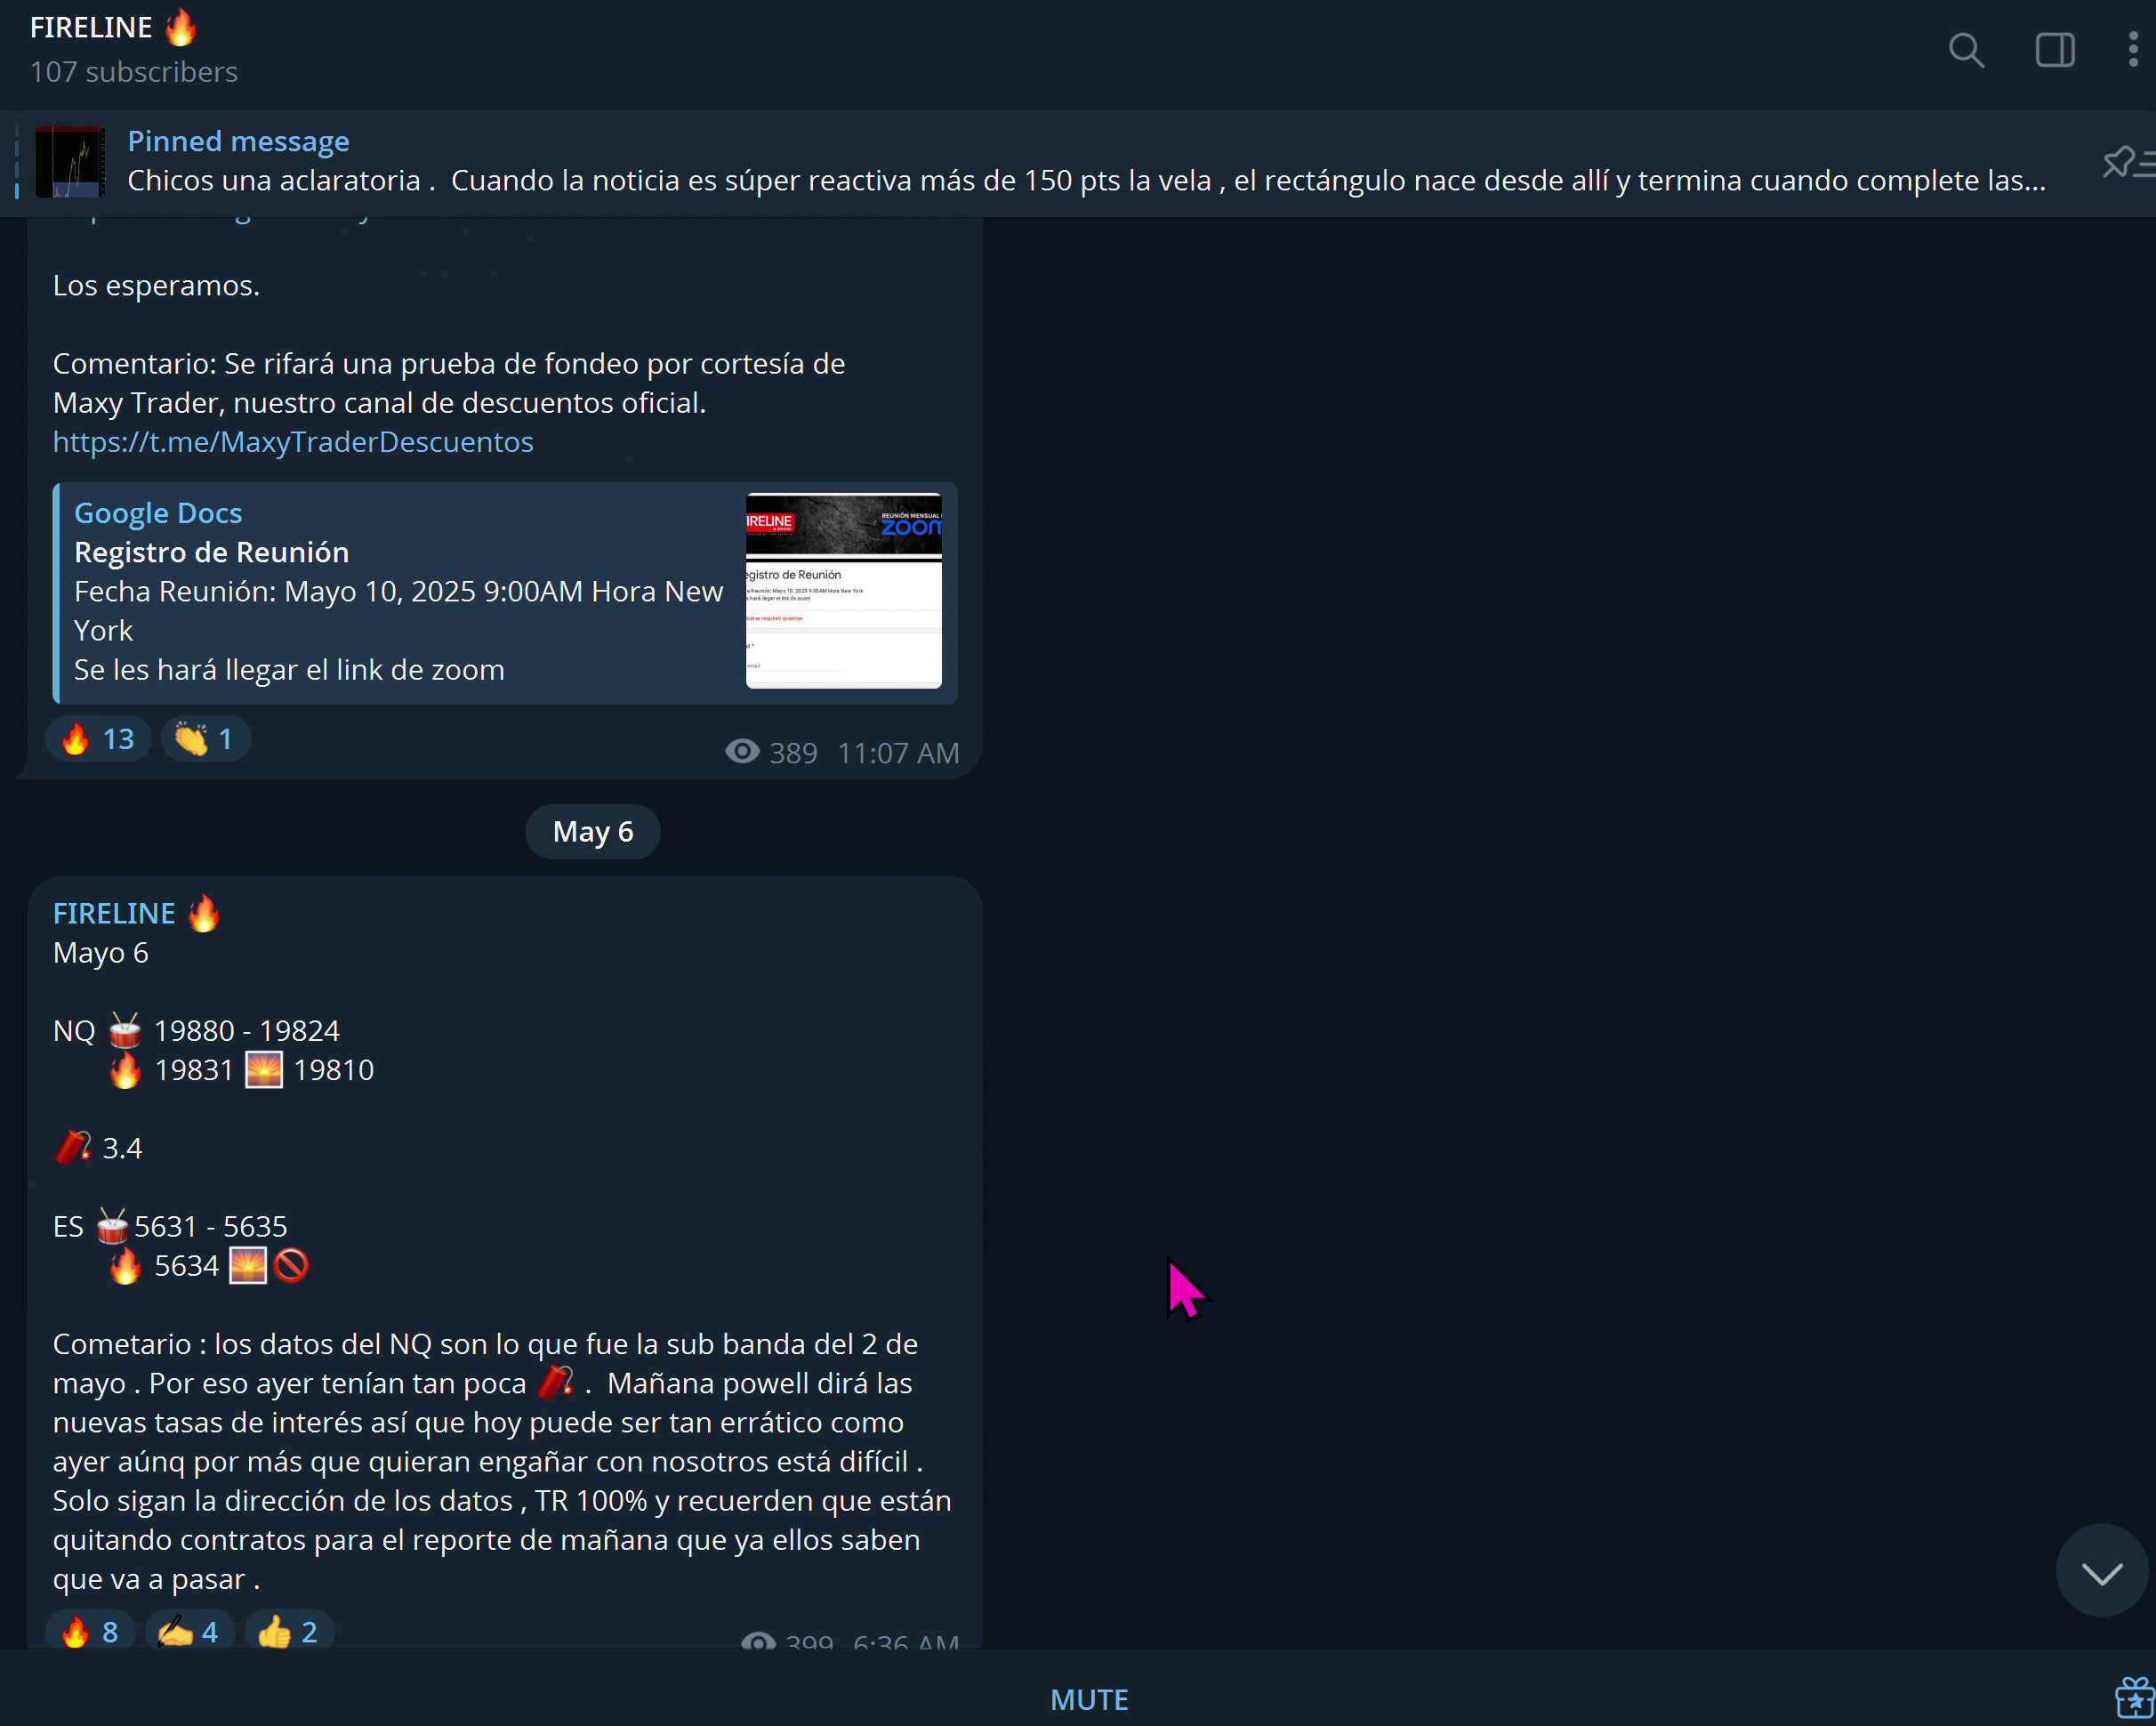 FIRELINE 🔥
107 subscribers
Pinned message
Chicos una aclaratoria .  Cuando la noticia es súper reactiva más de 150 pts la vela , el rectángulo nace desde allí y termina cuando complete las...
Los esperamos.
Comentario: Se rifará una prueba de fondeo por cortesía de
Maxy Trader, nuestro canal de descuentos oficial.
https://t.me/MaxyTraderDescuentos
Google Docs
Registro de Reunión
Fecha Reunión: Mayo 10, 2025 9:00AM Hora New
York
Se les hará llegar el link de zoom
IRELINE
REUNIÓN MENSUAL
ZOOM
egistro de Reunión
🔥 13 👏 1
389 11:07 AM
May 6
FIRELINE 🔥
Mayo 6
NQ 🥁 19880 - 19824
🔥 19831 🌅 19810
🧨 3.4
ES 🥁 5631 - 5635
🔥 5634 🌅🚫
Cometario : los datos del NQ son lo que fue la sub banda del 2 de
mayo . Por eso ayer tenían tan poca 🧨 .  Mañana powell dirá las
nuevas tasas de interés así que hoy puede ser tan errático como
ayer aúnq por más que quieran engañar con nosotros está difícil .
Solo sigan la dirección de los datos , TR 100% y recuerden que están
quitando contratos para el reporte de mañana que ya ellos saben
que va a pasar .
🔥 8 ✍️ 4 👍 2
399 6:36 AM
MUTE